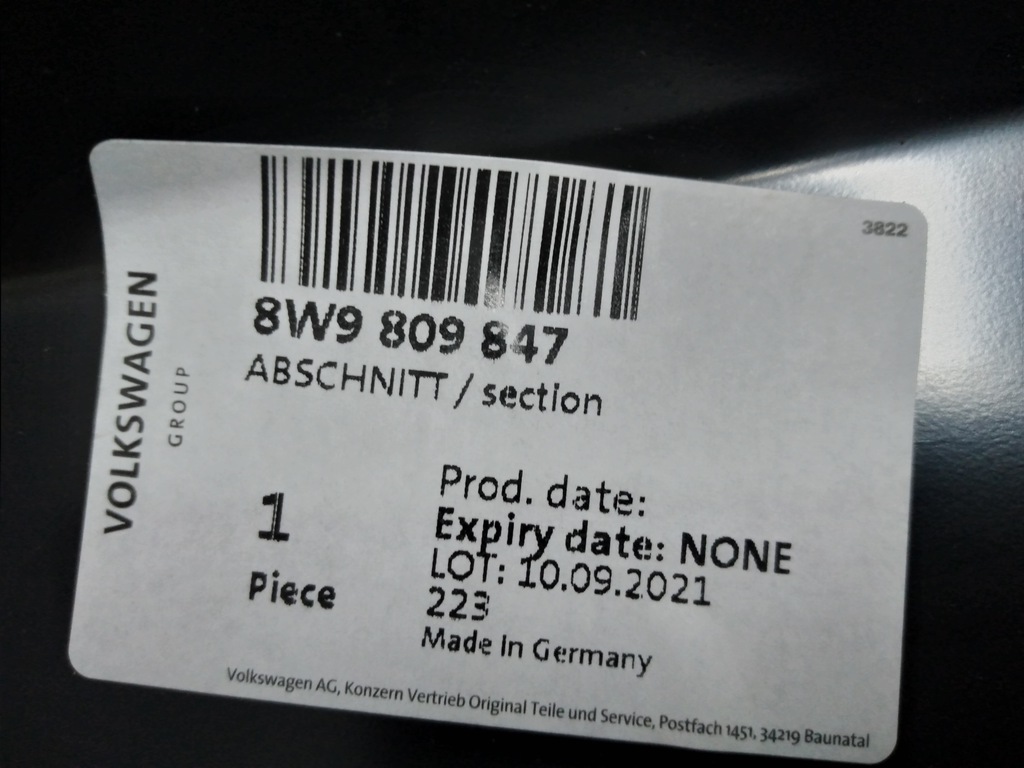 3822
8W9 809 847
ABSCHNITT / section
VOLKSWAGEN
GROUP
1
Piece
Prod. date:
Expiry date: NONE
LOT: 10.09.2021
223
Made In Germany
Volkswagen AG, Konzern Vertrieb Original Teile und Service, Postfach 1451, 34219 Baunatal